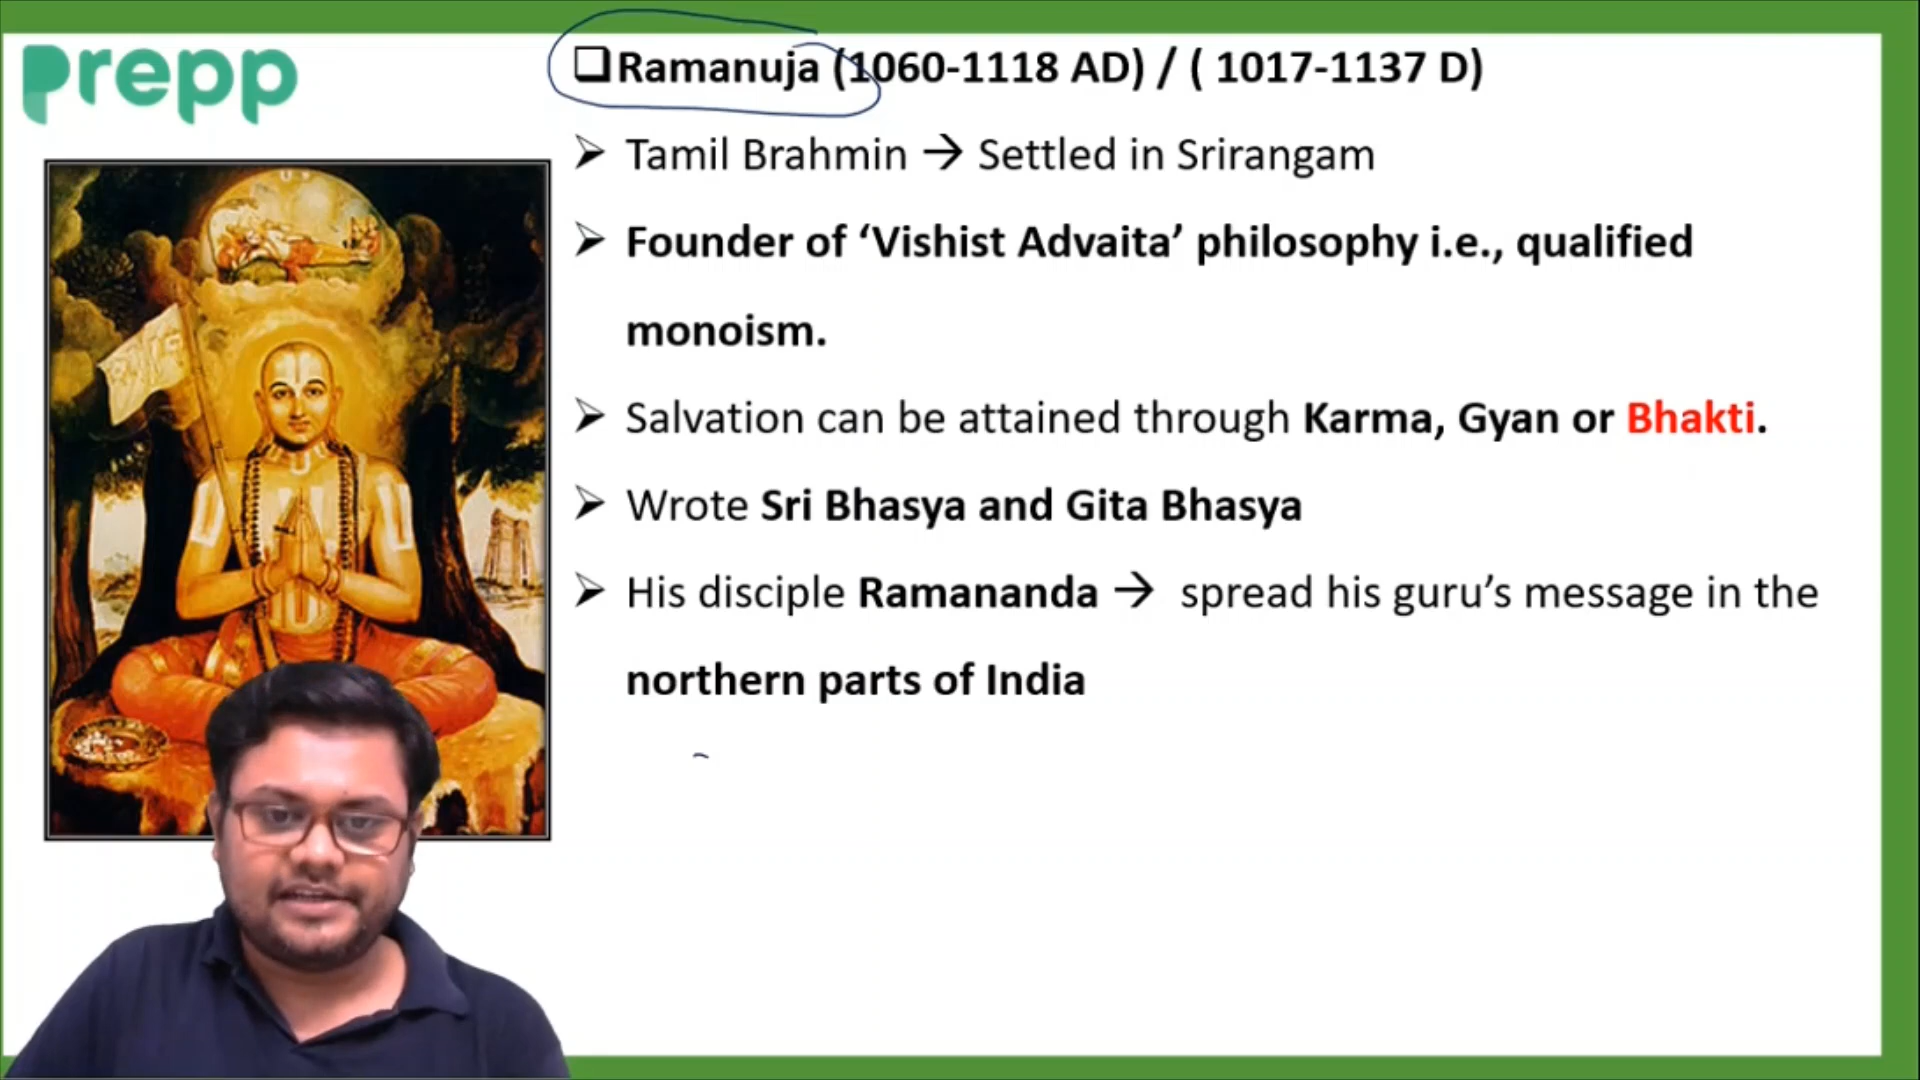 prepp
❑Ramanuja (1060-1118 AD) / ( 1017-1137 D)
➢ Tamil Brahmin → Settled in Srirangam
➢ Founder of ‘Vishist Advaita’ philosophy i.e., qualified
monoism.
➢ Salvation can be attained through Karma, Gyan or Bhakti.
➢ Wrote Sri Bhasya and Gita Bhasya
➢ His disciple Ramananda → spread his guru’s message in the
northern parts of India